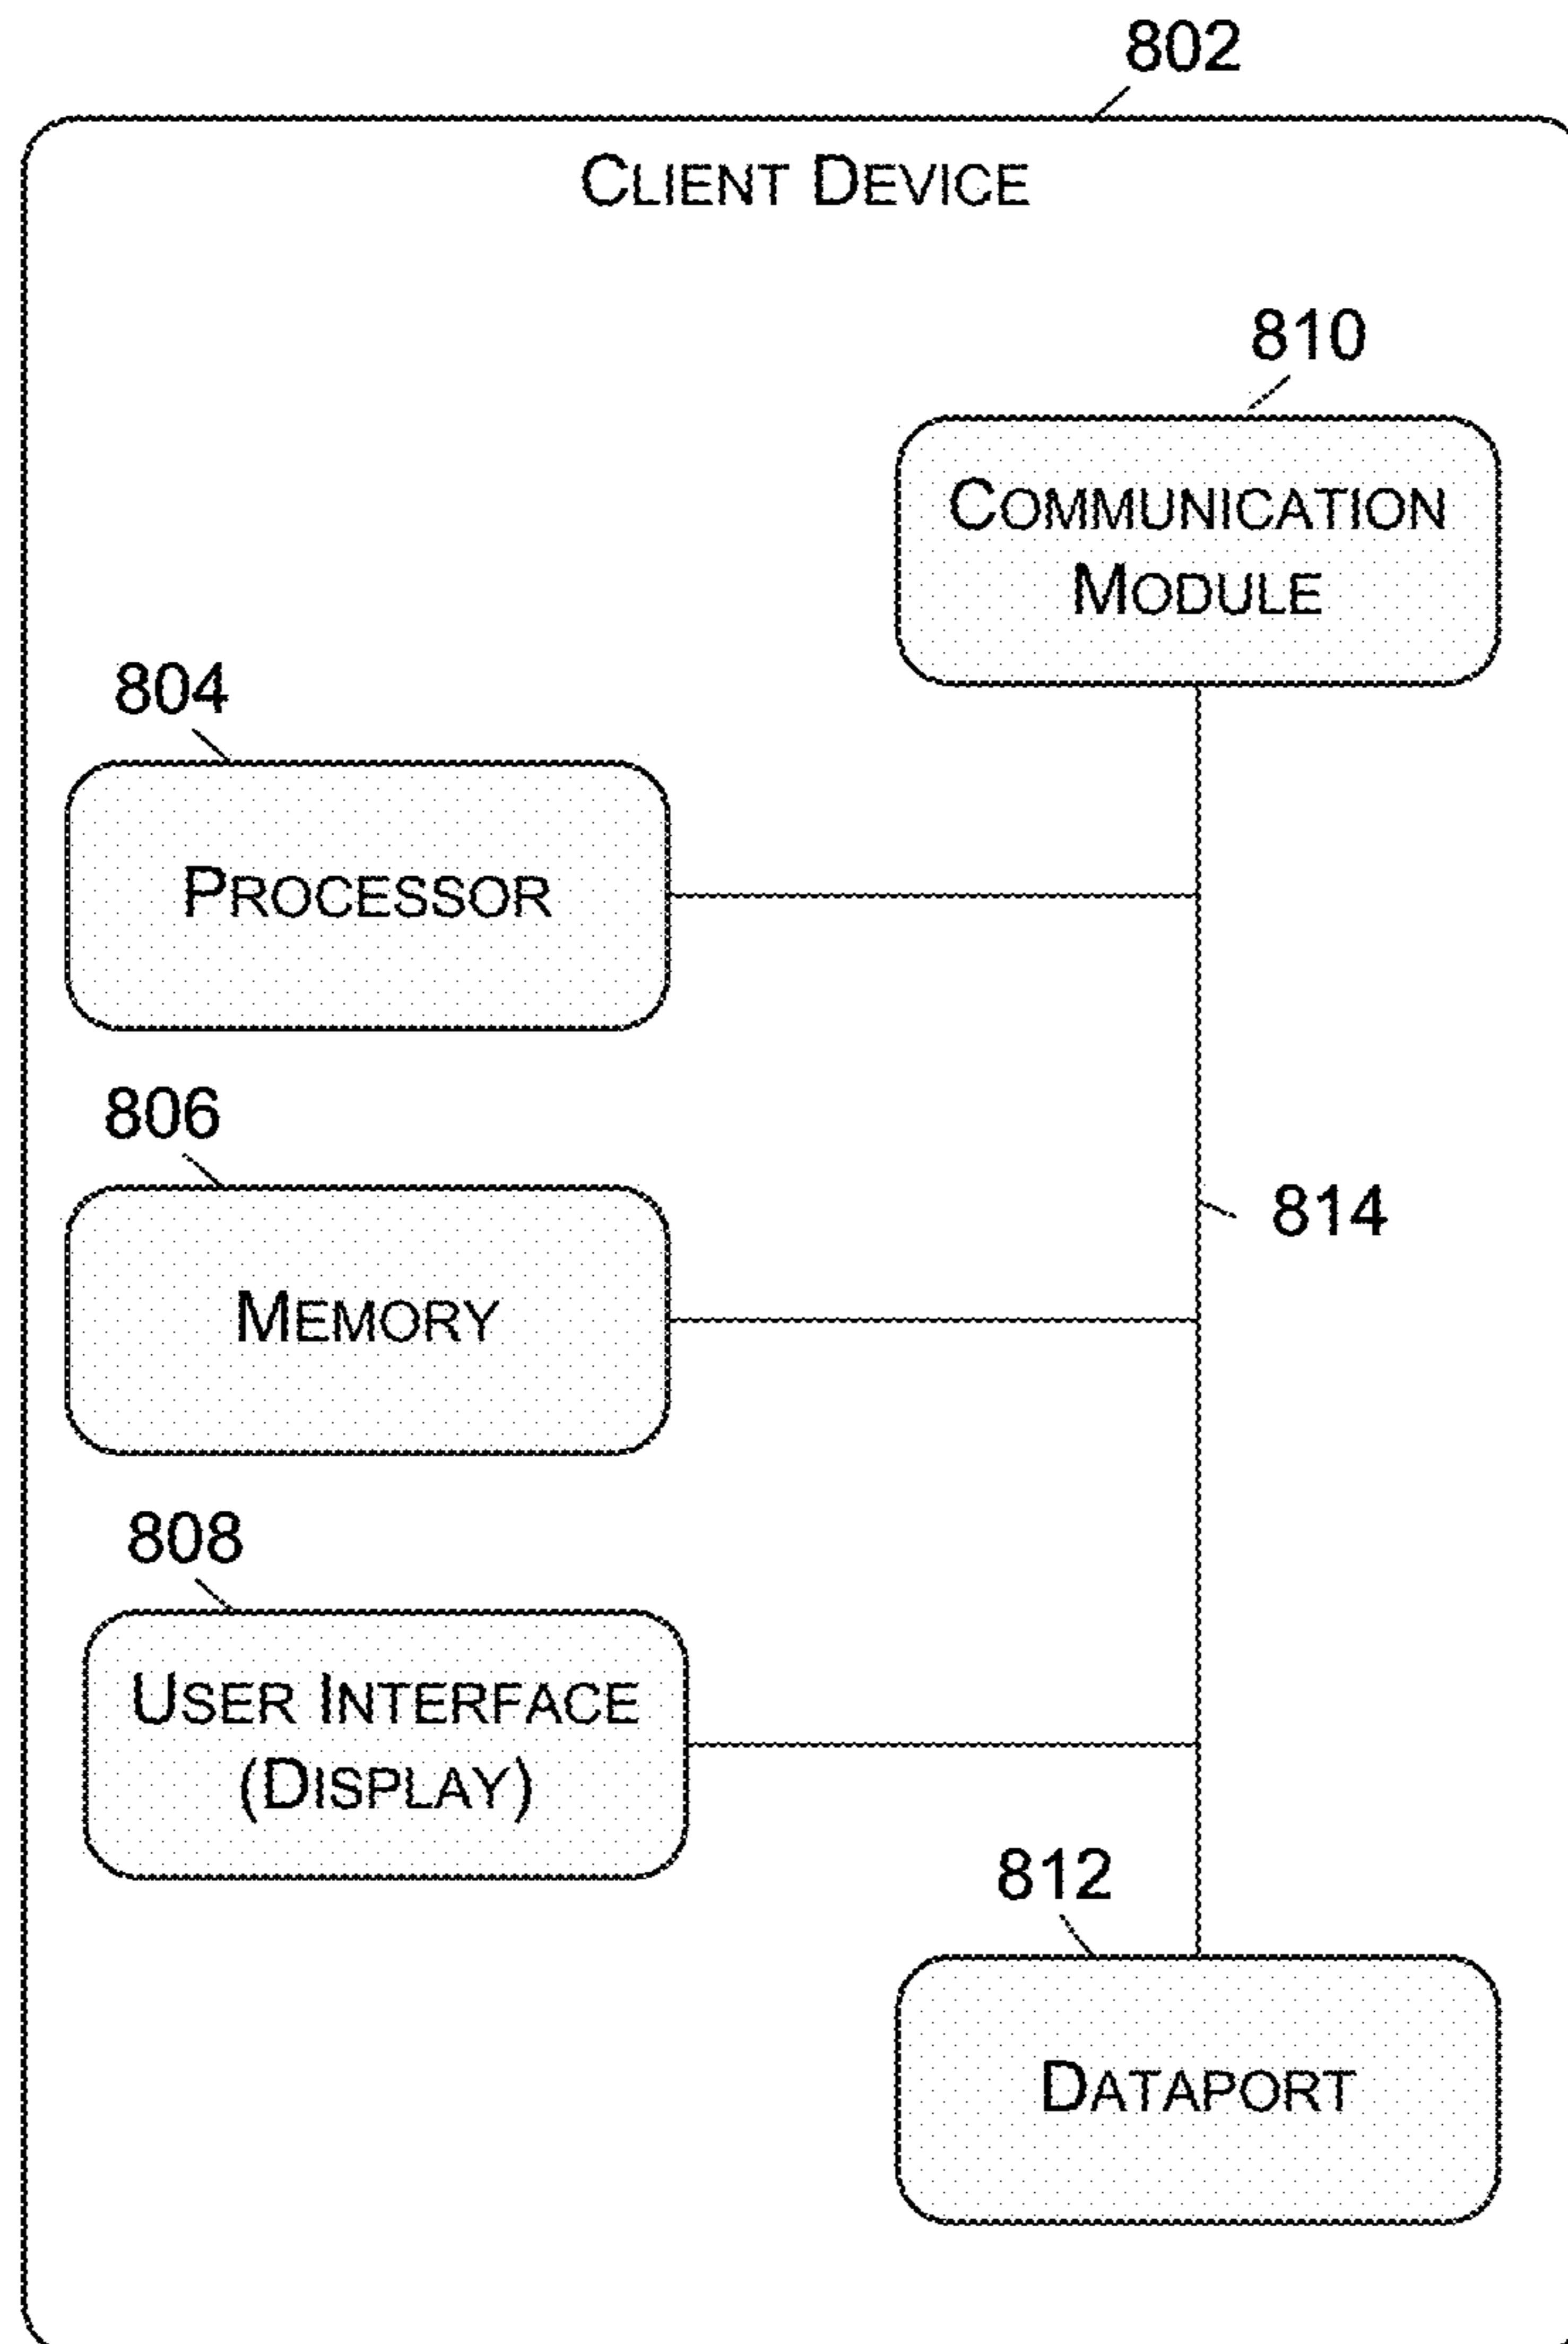 802
CLIENT DEVICE
810
COMMUNICATION
MODULE
804
PROCESSOR
806
814
MEMORY
808
USER INTERFACE
(DISPLAY)
812
DATAPORT